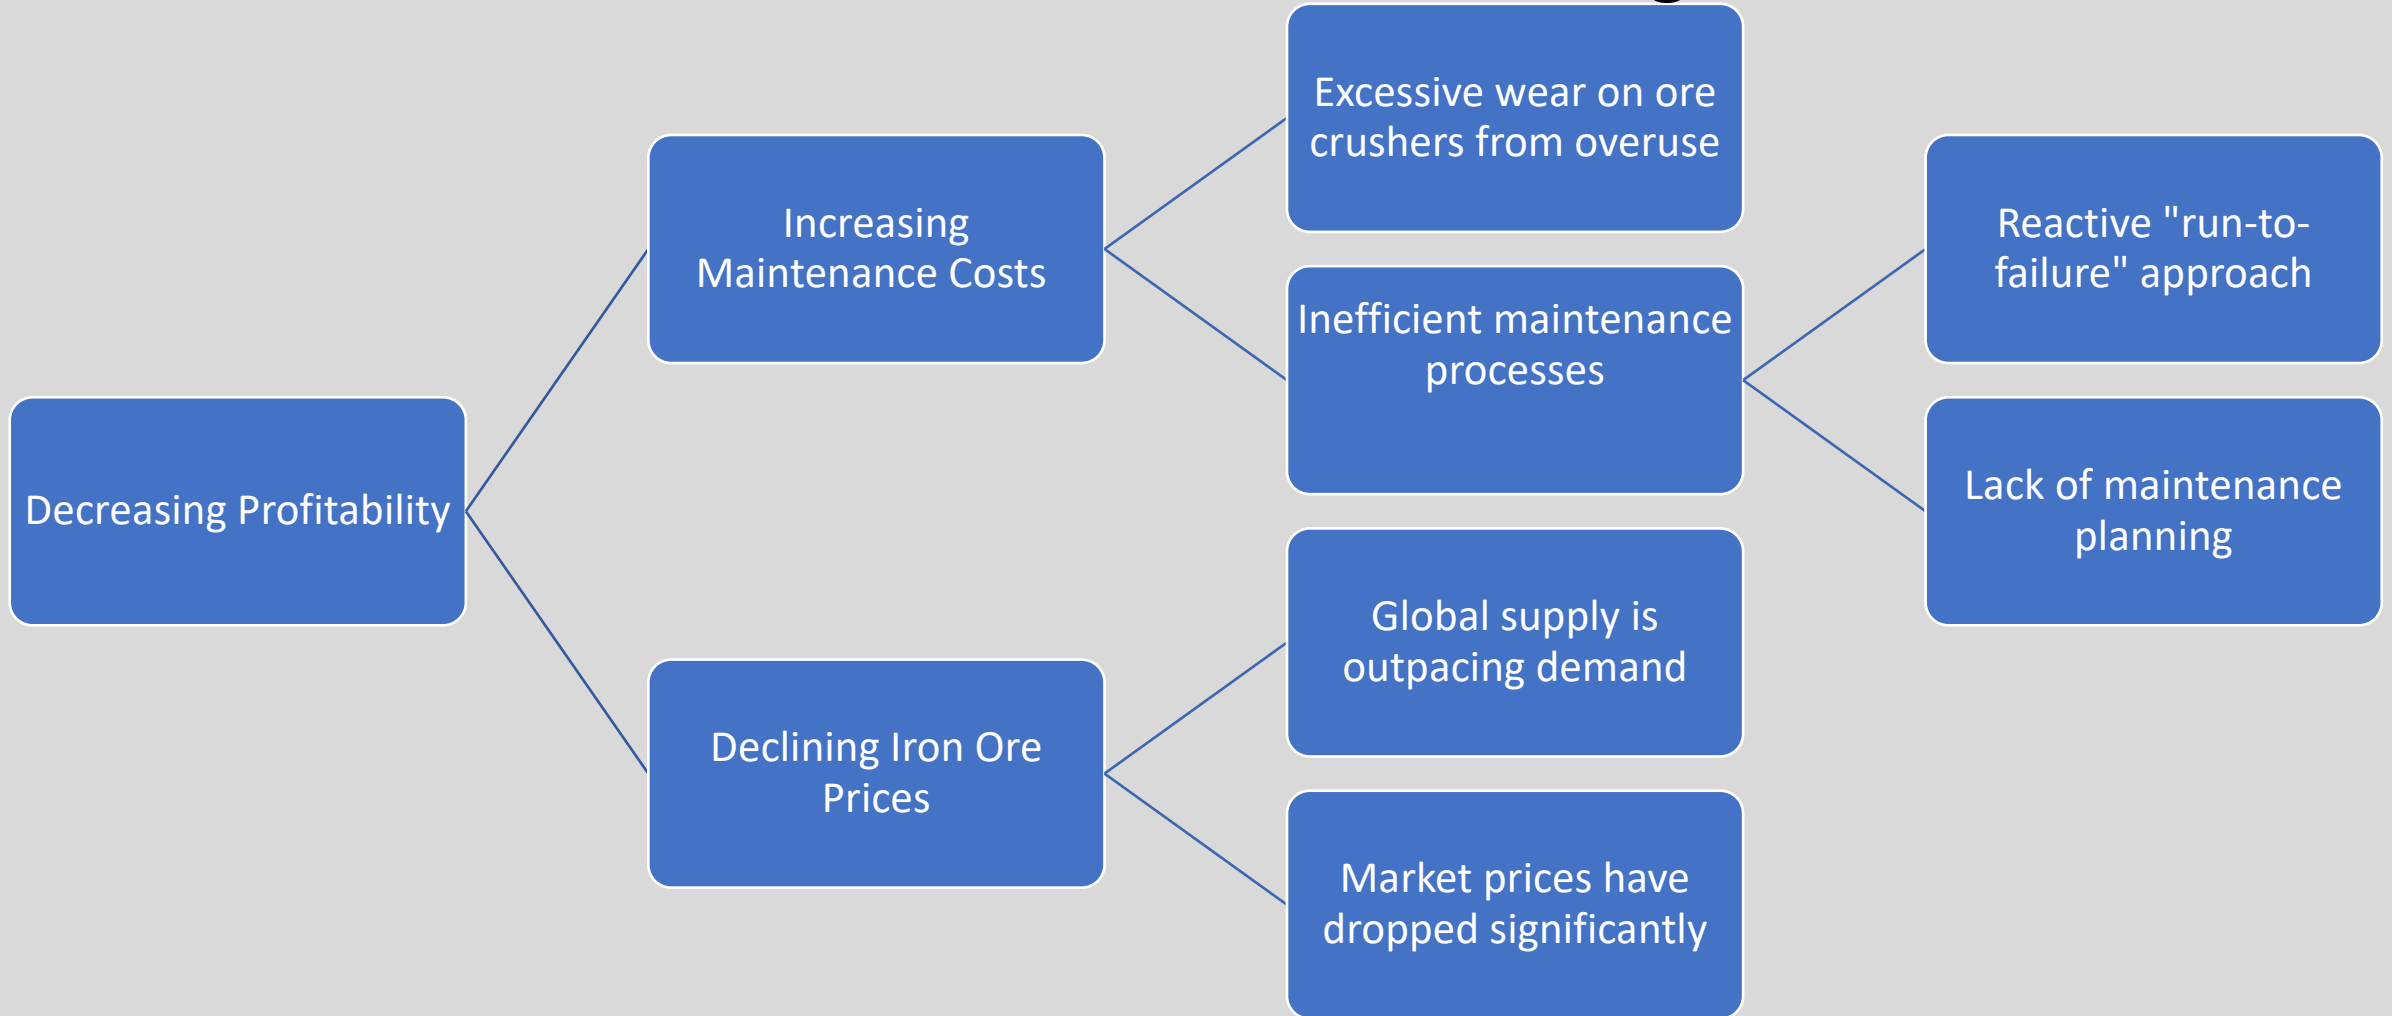 Decreasing Profitability
Increasing
Maintenance Costs
Excessive wear on ore
crushers from overuse
Inefficient maintenance
processes
Reactive "run-to-
failure" approach
Lack of maintenance
planning
Declining Iron Ore
Prices
Global supply is
outpacing demand
Market prices have
dropped significantly